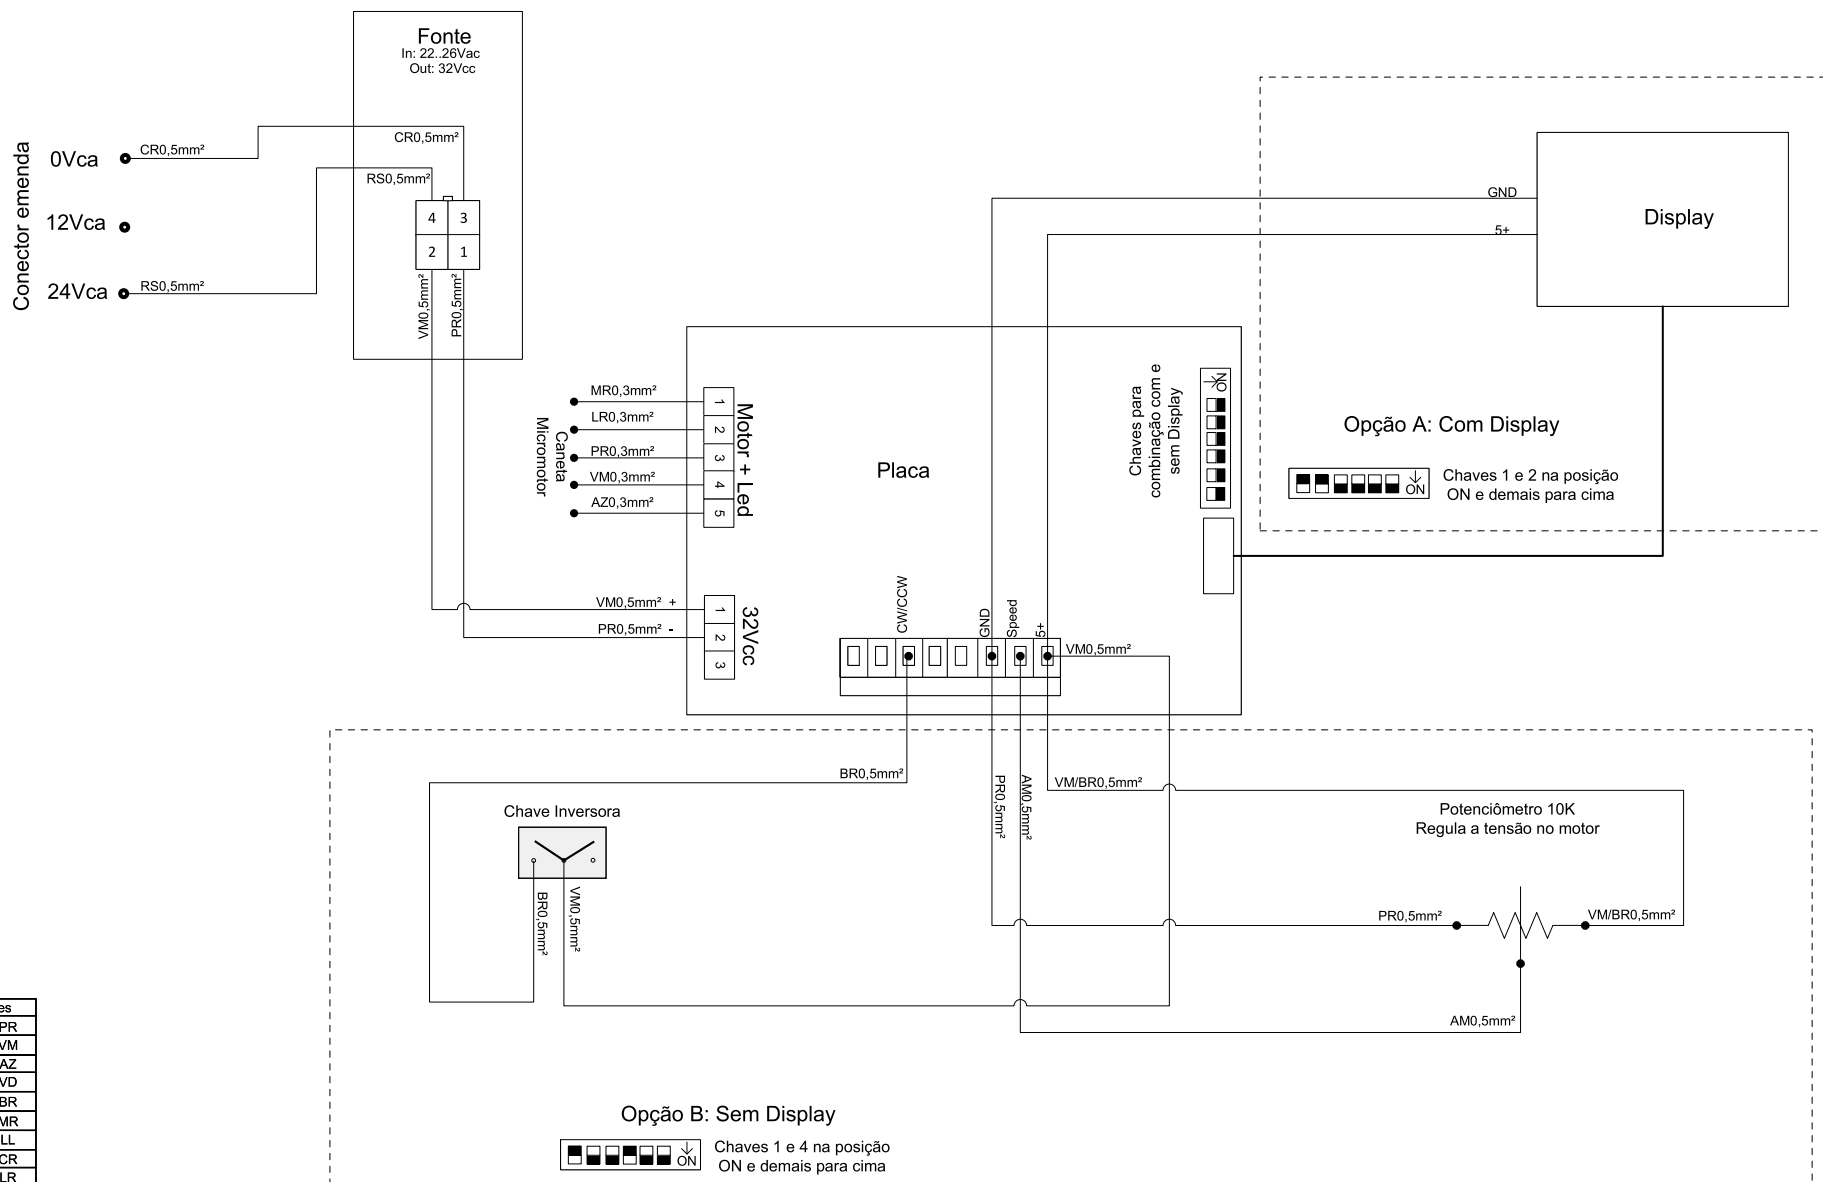 Fonte
In: 22..26Vac
Out: 32Vcc
Conector emenda
0Vca
CR0,5mm²
CR0,5mm²
RS0,5mm²
12Vca
24Vca
RS0,5mm²
4
3
2
1
VM0,5mm²
PR0,5mm²
GND
5+
Display
MR0,3mm²
LR0,3mm²
PR0,3mm²
VM0,3mm²
AZ0,3mm²
Caneta
Micromotor
1
2
3
4
5
Motor + Led
Placa
Chaves para
combinação com e
sem Display
ON
Opção A: Com Display
ON
Chaves 1 e 2 na posição
ON e demais para cima
VM0,5mm² +
PR0,5mm² -
1
2
3
32Vcc
CW/CCW
GND
Speed
5+
VM0,5mm²
BR0,5mm²
PR0,5mm²
AM0,5mm²
VM/BR0,5mm²
Chave Inversora
BR0,5mm²
VM0,5mm²
Potenciômetro 10K
Regula a tensão no motor
PR0,5mm²
VM/BR0,5mm²
AM0,5mm²
Opção B: Sem Display
ON
Chaves 1 e 4 na posição
ON e demais para cima
es
PR
VM
AZ
VD
BR
MR
LL
CR
LR